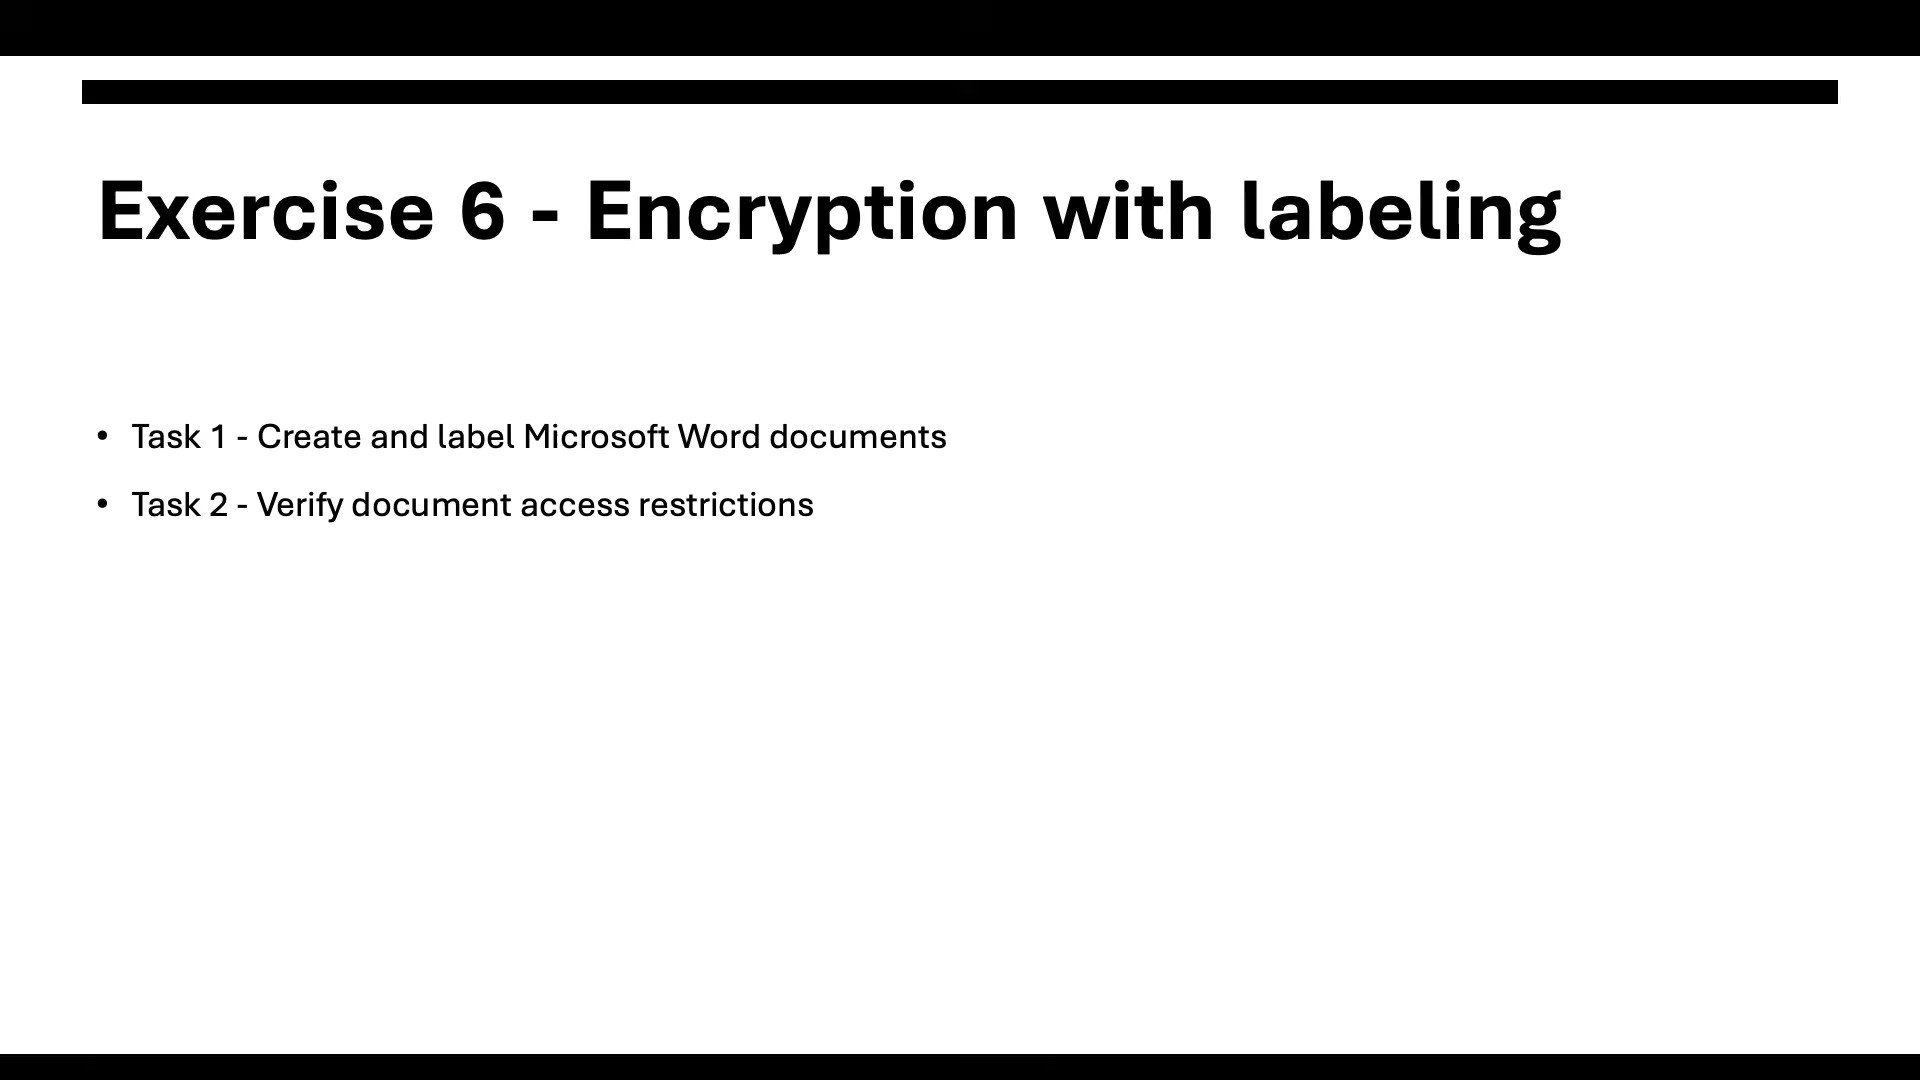 Exercise 6 - Encryption with labeling
• Task 1 - Create and label Microsoft Word documents
• Task 2 - Verify document access restrictions